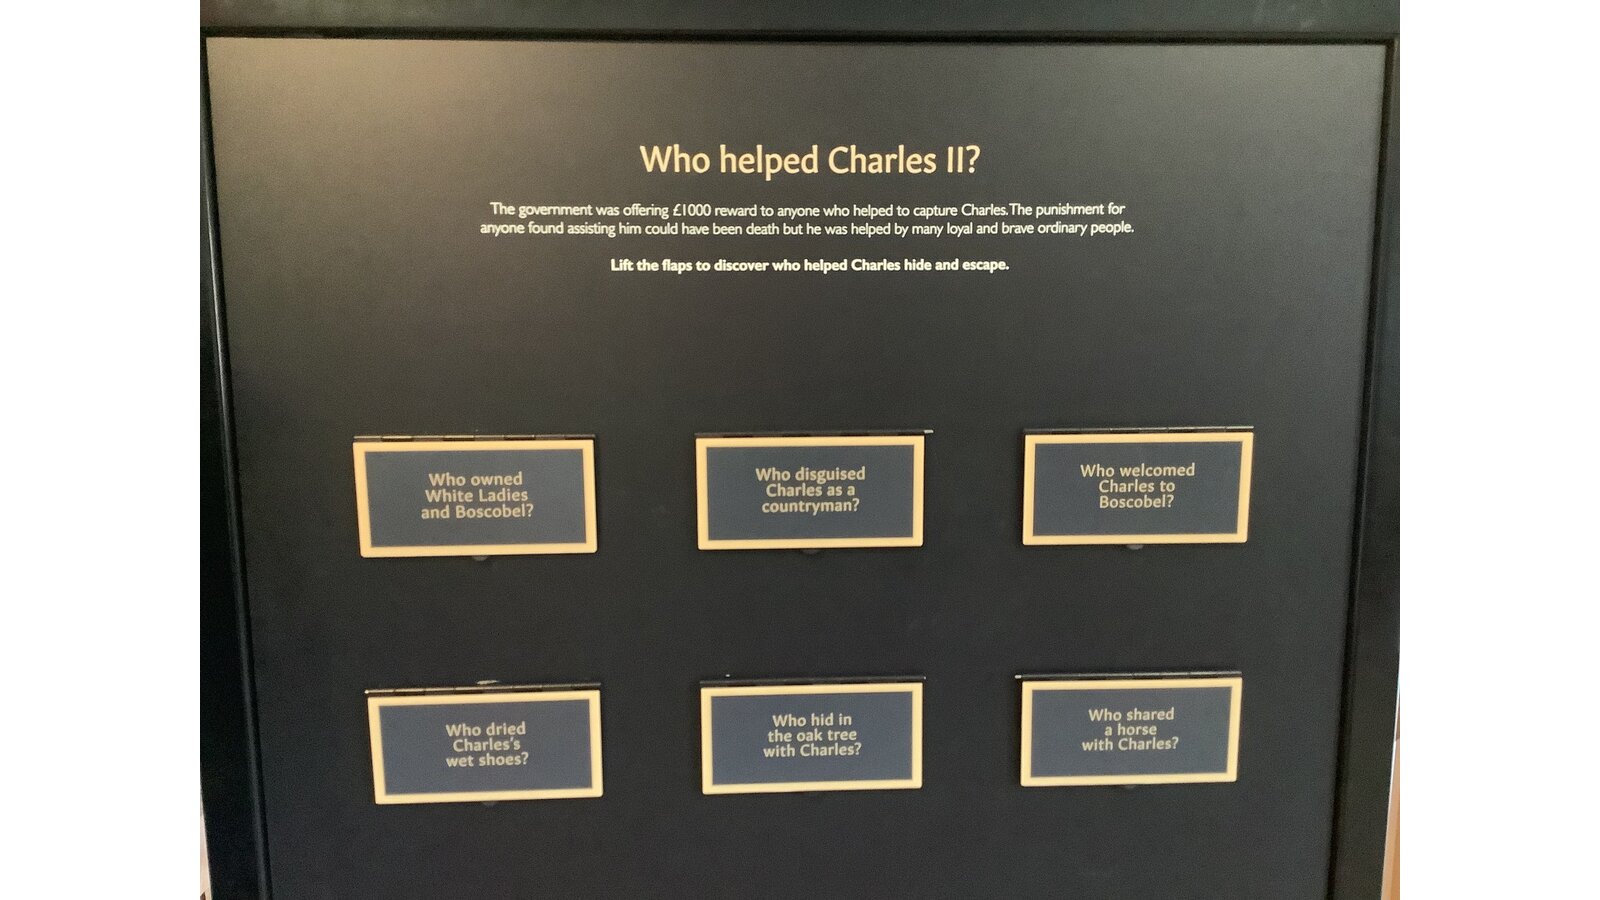 Who helped Charles II?
The government was offering £1000 reward to anyone who helped to capture Charles. The punishment for
anyone found assisting him could have been death but he was helped by many loyal and brave ordinary people.
Lift the flaps to discover who helped Charles hide and escape.
Who owned
White Ladies
and Boscobel?
Who disguised
Charles as a
countryman?
Who welcomed
Charles to
Boscobel?
Who dried
Charles's
wet shoes?
Who hid in
the oak tree
with Charles?
Who shared
a horse
with Charles?